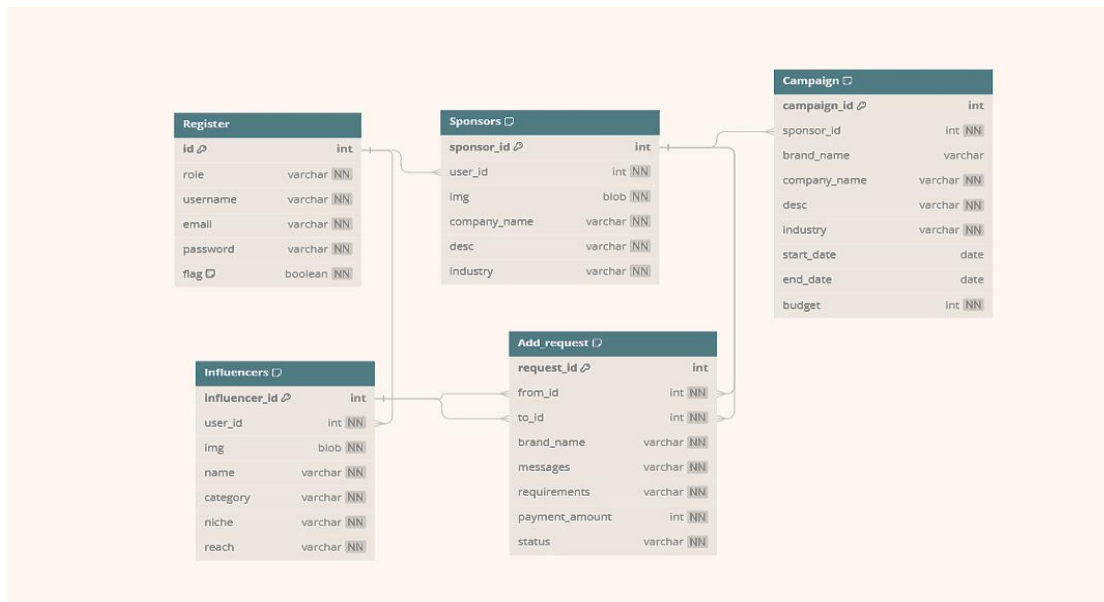 Register
id int
role varchar NN
username varchar NN
email varchar NN
password varchar NN
flag boolean NN
Sponsors
sponsor_id int
user_id int NN
img blob NN
company_name varchar NN
desc varchar NN
industry varchar NN
Campaign
campaign_id int
sponsor_id int NN
brand_name varchar
company_name varchar NN
desc varchar NN
industry varchar NN
start_date date
end_date date
budget int NN
Influencers
influencer_id int
user_id int NN
img blob NN
name varchar NN
category varchar NN
niche varchar NN
reach varchar NN
Add_request
request_id int
from_id int NN
to_id int NN
brand_name varchar NN
messages varchar NN
requirements varchar NN
payment_amount int NN
status varchar NN